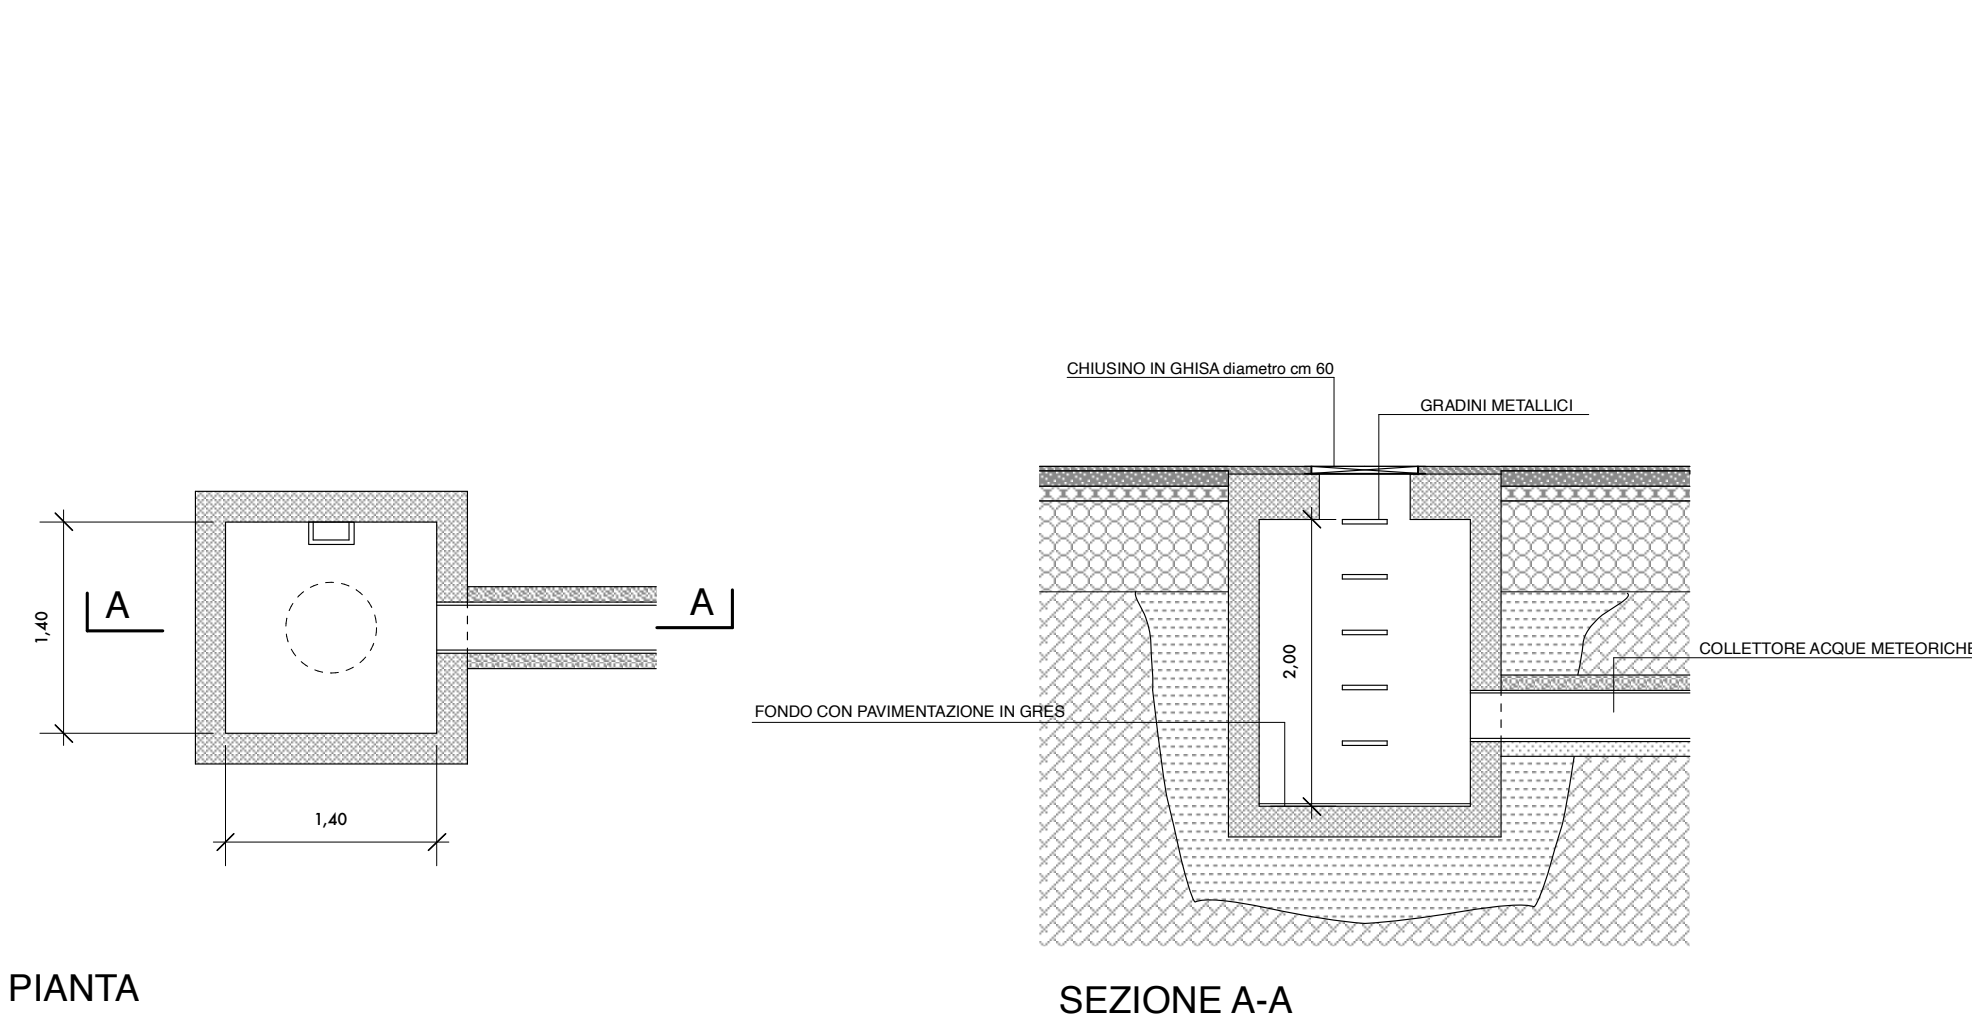 CHIUSINO IN GHISA diametro cm 60
GRADINI METALLICI
A
A
1,40
1,40
2,00
COLLETTORE ACQUE METEORICHE
FONDO CON PAVIMENTAZIONE IN GRES
PIANTA
SEZIONE A-A